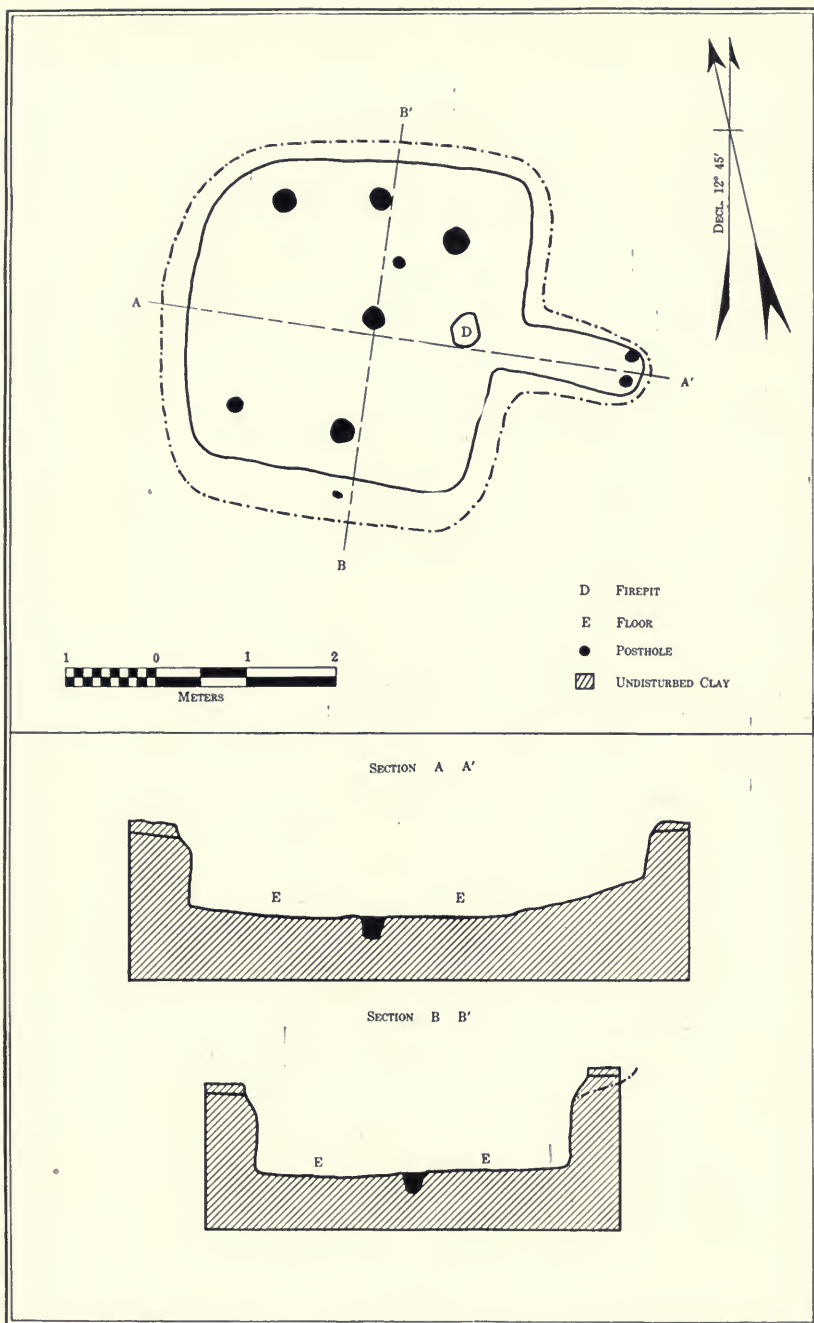 B'
DECL. 12° 45'
A
D
A'
B
D FIREPIT
E FLOOR
POSTHOLE
UNDISTURBED CLAY
1 0 1 2
METERS
SECTION A A'
E E
SECTION B B'
E E